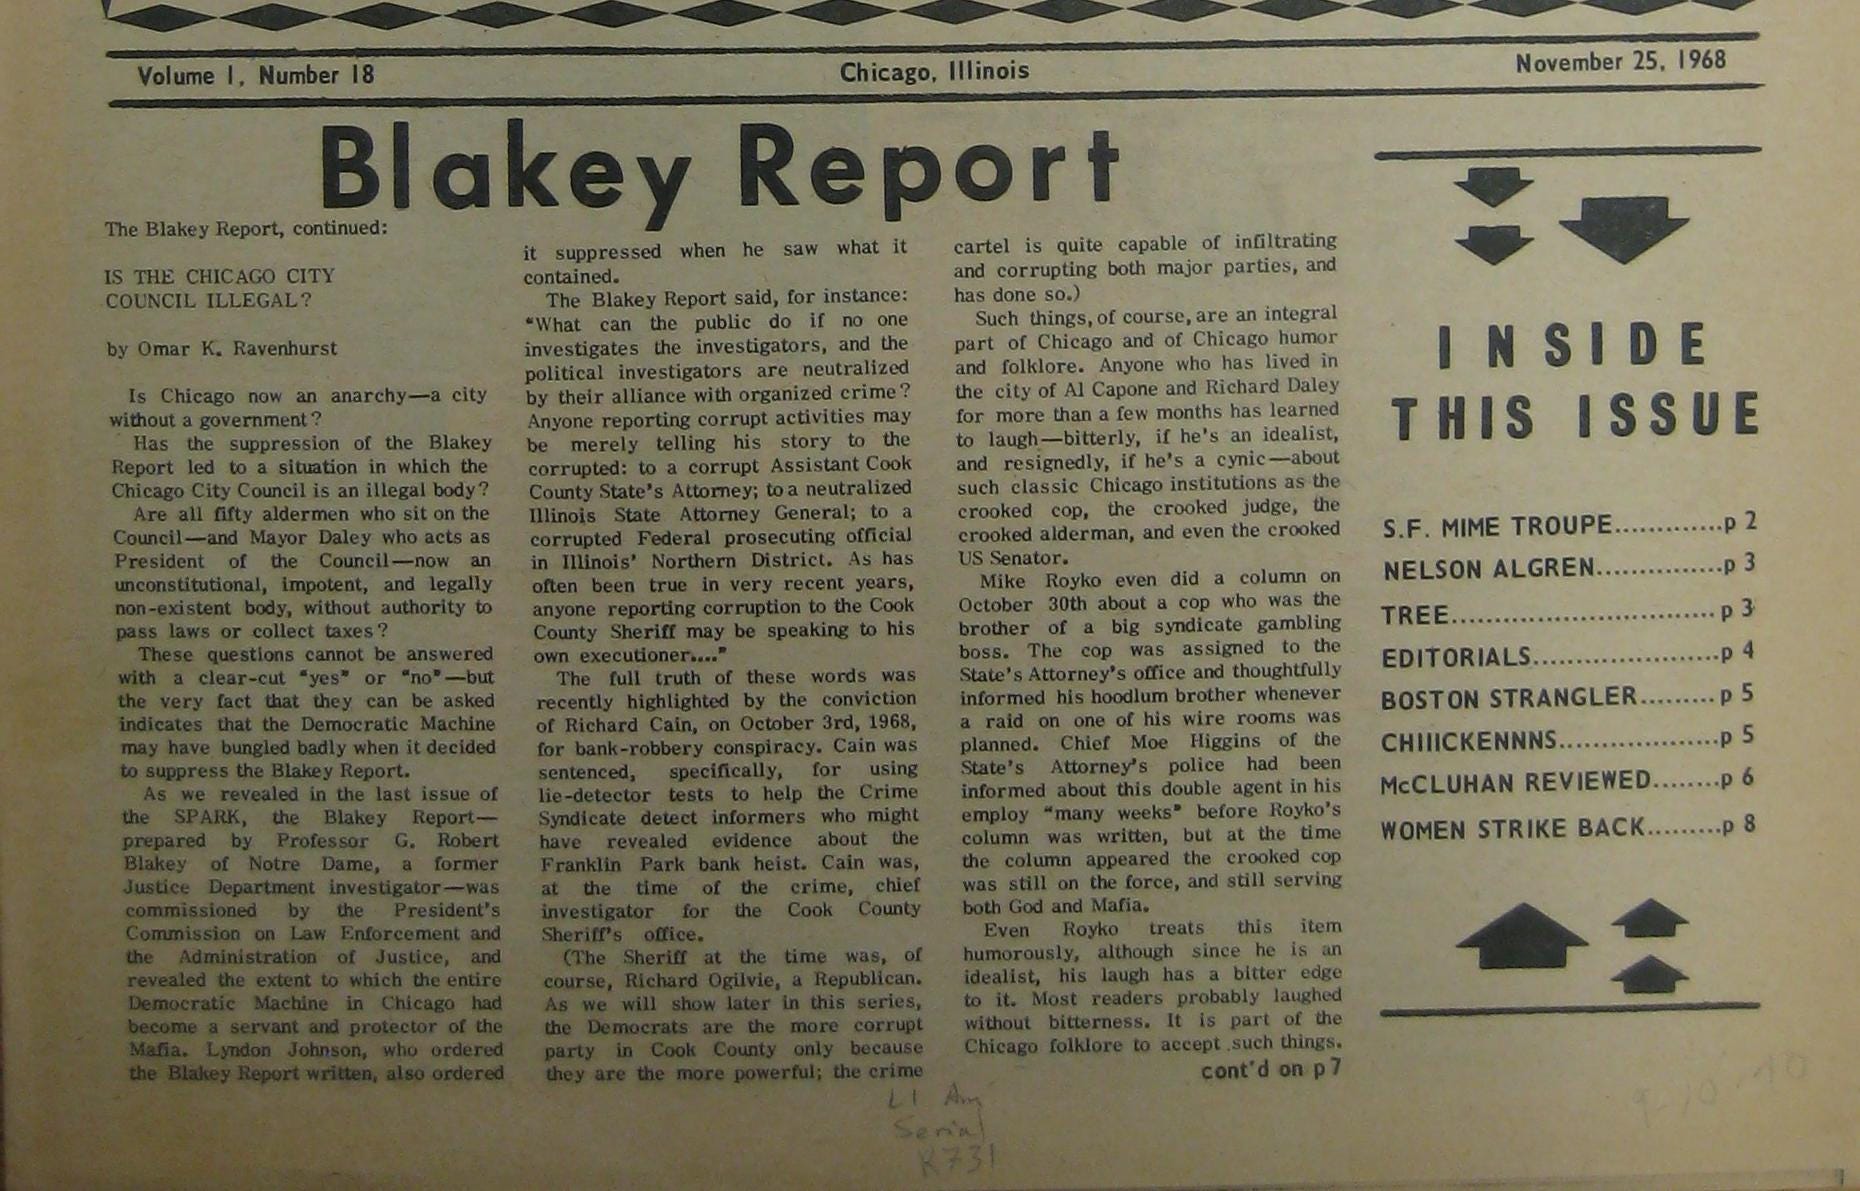 Volume 1, Number 18
Chicago, Illinois
November 25, 1968
Blakey Report
The Blakey Report, continued:
IS THE CHICAGO CITY
COUNCIL ILLEGAL?
by Omar K. Ravenhurst
Is Chicago now an anarchy—a city
without a government?
Has the suppression of the Blakey
Report led to a situation in which the
Chicago City Council is an illegal body?
Are all fifty aldermen who sit on the
Council—and Mayor Daley who acts as
President of the Council—now an
unconstitutional, impotent, and legally
non-existent body, without authority to
pass laws or collect taxes?
These questions cannot be answered
with a clear-cut "yes" or "no"—but
the very fact that they can be asked
indicates that the Democratic Machine
may have bungled badly when it decided
to suppress the Blakey Report.
As we revealed in the last issue of
the SPARK, the Blakey Report—
prepared by Professor G. Robert
Blakey of Notre Dame, a former
Justice Department investigator—was
commissioned by the President's
Commission on Law Enforcement and
the Administration of Justice, and
revealed the extent to which the entire
Democratic Machine in Chicago had
become a servant and protector of the
Mafia. Lyndon Johnson, who ordered
the Blakey Report written, also ordered
it suppressed when he saw what it
contained.
The Blakey Report said, for instance:
"What can the public do if no one
investigates the investigators, and the
political investigators are neutralized
by their alliance with organized crime?
Anyone reporting corrupt activities may
be merely telling his story to the
corrupted: to a corrupt Assistant Cook
County State's Attorney; to a neutralized
Illinois State Attorney General; to a
corrupted Federal prosecuting official
in Illinois' Northern District. As has
often been true in very recent years,
anyone reporting corruption to the Cook
County Sheriff may be speaking to his
own executioner...."
The full truth of these words was
recently highlighted by the conviction
of Richard Cain, on October 3rd, 1968,
for bank-robbery conspiracy. Cain was
sentenced, specifically, for using
lie-detector tests to help the Crime
Syndicate detect informers who might
have revealed evidence about the
Franklin Park bank heist. Cain was,
at the time of the crime, chief
investigator for the Cook County
Sheriff's office.
(The Sheriff at the time was, of
course, Richard Ogilvie, a Republican.
As we will show later in this series,
the Democrats are the more corrupt
party in Cook County only because
they are the more powerful; the crime
cartel is quite capable of infiltrating
and corrupting both major parties, and
has done so.)
Such things, of course, are an integral
part of Chicago and of Chicago humor
and folklore. Anyone who has lived in
the city of Al Capone and Richard Daley
for more than a few months has learned
to laugh—bitterly, if he's an idealist,
and resignedly, if he's a cynic—about
such classic Chicago institutions as the
crooked cop, the crooked judge, the
crooked alderman, and even the crooked
US Senator.
Mike Royko even did a column on
October 30th about a cop who was the
brother of a big syndicate gambling
boss. The cop was assigned to the
State's Attorney's office and thoughtfully
informed his hoodlum brother whenever
a raid on one of his wire rooms was
planned. Chief Moe Higgins of the
State's Attorney's police had been
informed about this double agent in his
employ "many weeks" before Royko's
column was written, but at the time
the column appeared the crooked cop
was still on the force, and still serving
both God and Mafia.
Even Royko treats this item
humorously, although since he is an
idealist, his laugh has a bitter edge
to it. Most readers probably laughed
without bitterness. It is part of the
Chicago folklore to accept such things.
cont'd on p 7
INSIDE
THIS ISSUE
S.F. MIME TROUPE.............p 2
NELSON ALGREN...............p 3
TREE................................p 3
EDITORIALS......................p 4
BOSTON STRANGLER.........p 5
CHIIICKENNNS...................p 5
McCLUHAN REVIEWED........p 6
WOMEN STRIKE BACK.........p 8
L1 Am
Serial
R731